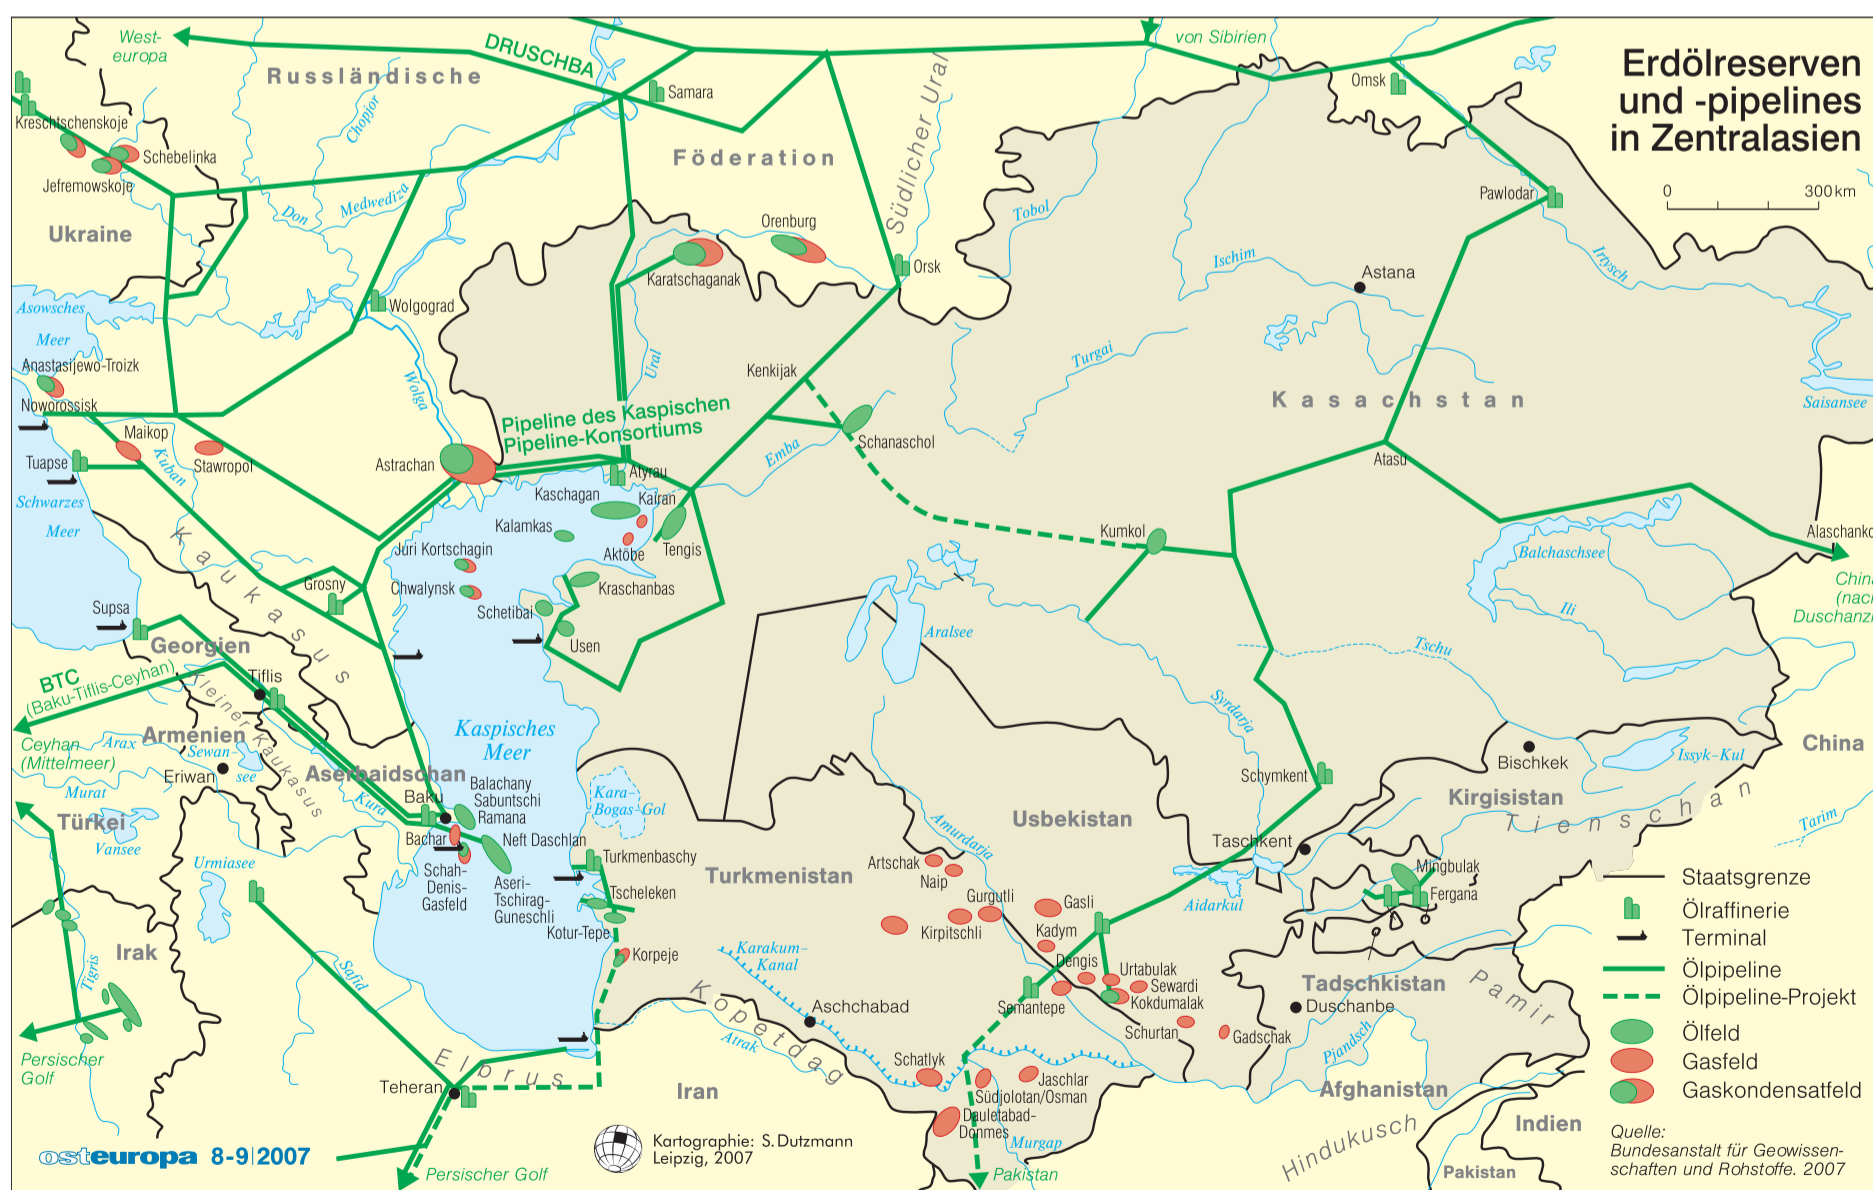 Erdölreserven
und -pipelines
in Zentralasien
0 300 km
West-
europa
DRUSCHBA
von Sibirien
Russländische
Föderation
Südlicher Ural
Samara
Omsk
Kreschtschenskoje
Schebelinka
Jefremowskoje
Chopjor
Medwediza
Don
Ukraine
Orenburg
Karatschaganak
Orsk
Tobol
Ischim
Astana
Pawlodar
Irtysch
Asowsches
Meer
Wolgograd
Anastasijewo-Troizk
Noworossisk
Wolga
Ural
Kenkijak
Turgai
Kasachstan
Saisansee
Pipeline des Kaspischen
Pipeline-Konsortiums
Maikop
Kuban
Stawropol
Tuapse
Astrachan
Atyrau
Emba
Schanaschol
Atasu
Schwarzes
Meer
Kaschagan
Kairan
Kalamkas
Aktöbe
Tengis
Kumkol
Alaschanko
Balchaschsee
Kaukasus
Juri Kortschagin
Chwalynsk
Grosny
Kraschanbas
Schetibai
Usen
China
(nach
Duschanzi
Ili
Supsa
Georgien
Aralsee
Tschu
BTC
(Baku-Tiflis-Ceyhan)
Tiflis
Kleiner Kaukasus
Syrdarja
Ceyhan
(Mittelmeer)
Arax
Armenien
Sewan-
see
Eriwan
Kaspisches
Meer
Issyk-Kul
China
Bischkek
Schymkent
Kirgisistan
Tienschan
Tarim
Murat
Türkei
Vansee
Aserbaidschan
Kura
Baku
Balachany
Sabuntschi
Ramana
Kara-
Bogas-Gol
Usbekistan
Amurdarja
Taschkent
Urmiasee
Bachar
Neft Daschlan
Schah-
Denis-
Gasfeld
Aseri-
Tschirag-
Guneschli
Turkmenbaschy
Tscheleken
Kotur-Tepe
Turkmenistan
Artschak
Naip
Gurgutli
Kirpitschli
Gasli
Kadym
Aidarkul
Mingbulak
Fergana
Irak
Tigris
Safid
Korpeje
Karakum-
Kanal
Dengis
Urtabulak
Sewardi
Kokdumalak
Semantepe
Tadschkistan
Pamir
Duschanbe
Pjandsch
Persischer
Golf
Kopetdag
Aschchabad
Schurtan
Gadschak
Atrak
Elbrus
Teheran
Iran
Schatlyk
Jaschlar
Südjolotan/Osman
Dauletabad-
Donmes
Murgap
Afghanistan
Hindukusch
Indien
Pakistan
Persischer Golf
Pakistan
Staatsgrenze
Ölraffinerie
Terminal
Ölpipeline
Ölpipeline-Projekt
Ölfeld
Gasfeld
Gaskondensatfeld
osteuropa 8-9|2007
Kartographie: S. Dutzmann
Leipzig, 2007
Quelle:
Bundesanstalt für Geowissen-
schaften und Rohstoffe. 2007